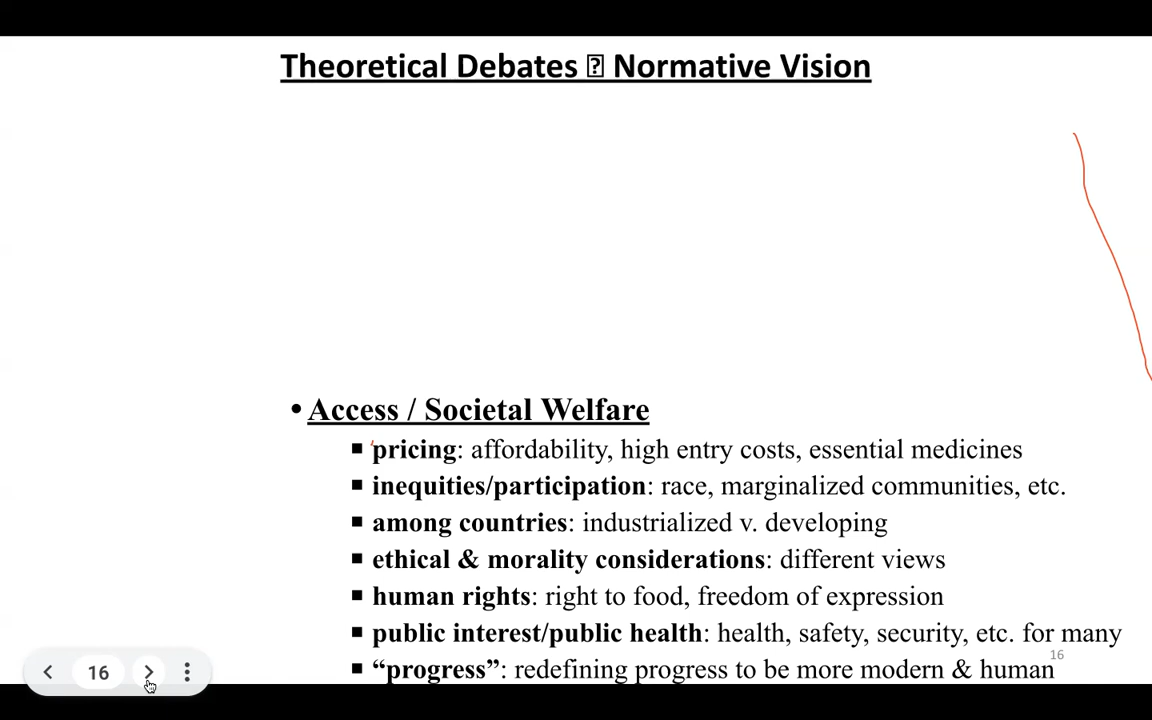 Theoretical Debates  Normative Vision
• Access / Societal Welfare
▪ pricing: affordability, high entry costs, essential medicines
▪ inequities/participation: race, marginalized communities, etc.
▪ among countries: industrialized v. developing
▪ ethical & morality considerations: different views
▪ human rights: right to food, freedom of expression
▪ public interest/public health: health, safety, security, etc. for many
16
▪ “progress”: redefining progress to be more modern & human
16